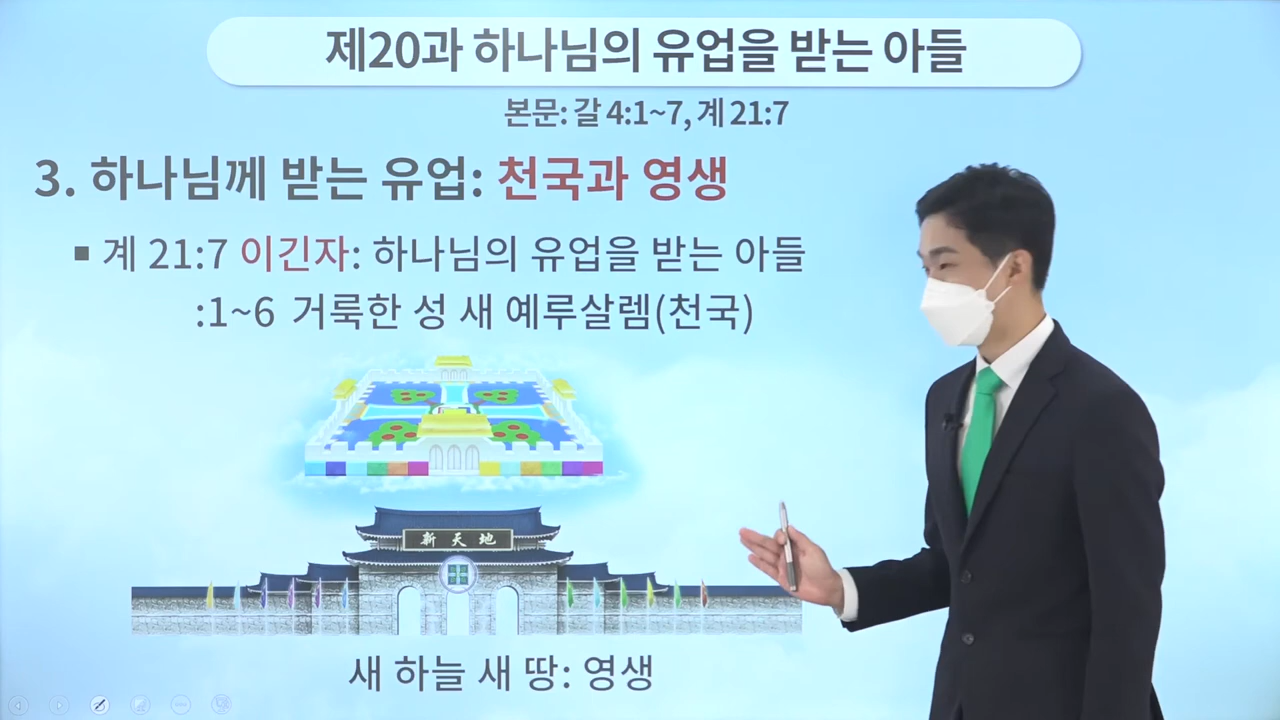 제20과 하나님의 유업을 받는 아들
본문: 갈 4:1~7, 계 21:7
3. 하나님께 받는 유업: 천국과 영생
▪ 계 21:7 이긴자: 하나님의 유업을 받는 아들
:1~6 거룩한 성 새 예루살렘(천국)
新天地
새 하늘 새 땅: 영생